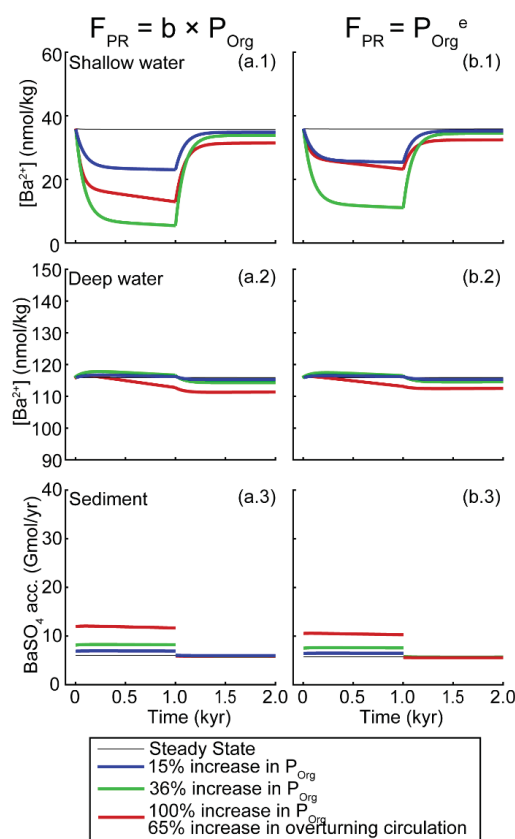 F_PR = b × P_Org
F_PR = P_Org^e
Shallow water
(a.1)
(b.1)
[Ba²⁺] (nmol/kg)
60
40
20
0
Deep water
(a.2)
(b.2)
[Ba²⁺] (nmol/kg)
150
140
130
120
110
100
90
Sediment
(a.3)
(b.3)
BaSO₄ acc. (Gmol/yr)
40
30
20
10
0
0 0.5 1.0 1.5 2.0
0 0.5 1.0 1.5 2.0
Time (kyr)
Time (kyr)
Steady State
15% increase in P_Org
36% increase in P_Org
100% increase in P_Org
65% increase in overturning circulation